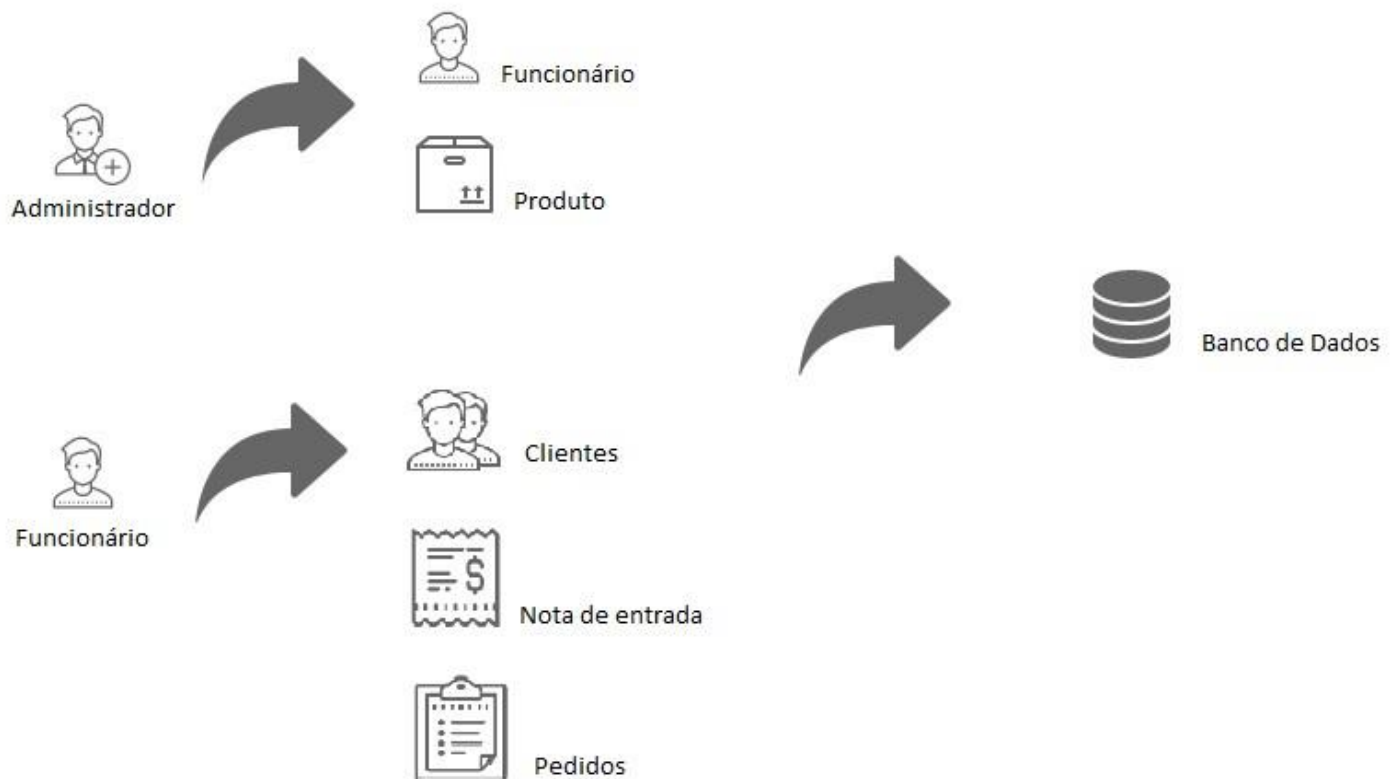 Funcionário
Produto
Administrador
Banco de Dados
Clientes
Funcionário
Nota de entrada
Pedidos